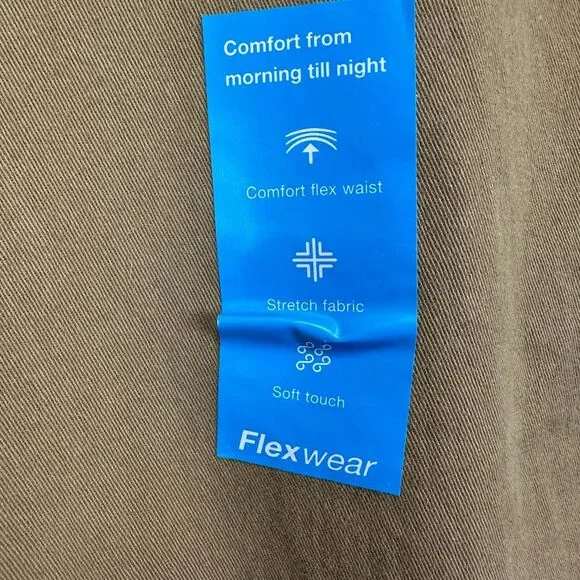 Comfort from
morning till night
Comfort flex waist
Stretch fabric
Soft touch
Flexwear